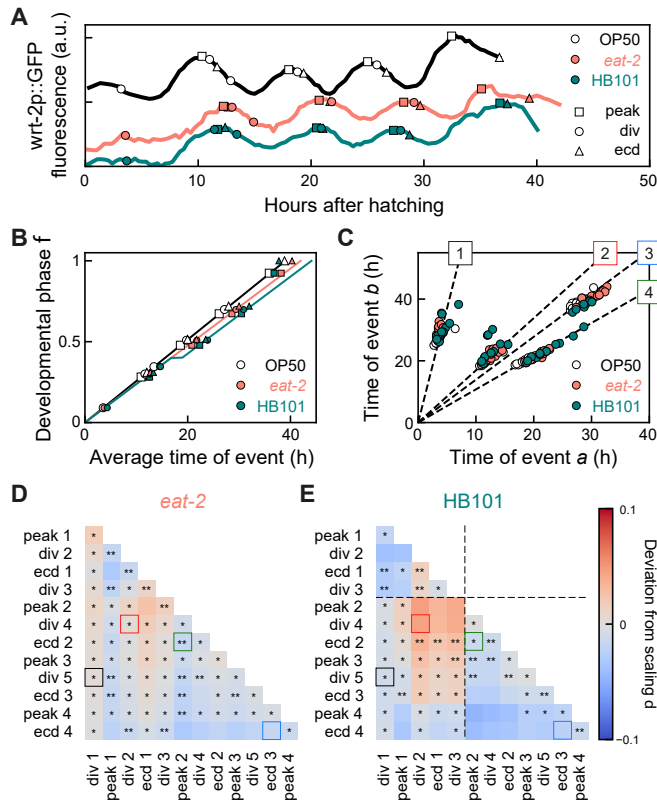 A
wrt-2p::GFP
fluorescence (a.u.)
OP50
eat-2
HB101
peak
div
ecd
0 10 20 30 40 50
Hours after hatching
B
Developmental phase f
1
0.5
0
0 20 40
OP50
eat-2
HB101
Average time of event (h)
C
Time of event b (h)
1 2 3 4
40
20
0
0 10 20 30 40
OP50
eat-2
HB101
Time of event a (h)
D
eat-2
peak 1 *
div 2 * **
ecd 1 * **
div 3 * ** * **
peak 2 * * * * **
div 4 * * * * * *
ecd 2 * * * * * ** *
peak 3 * * * * * * * *
div 5 * ** * * * ** ** * *
ecd 3 * ** * * * ** * * * *
peak 4 * * * * * * * * * * *
ecd 4 * * ** *
div 1 peak 1 div 2 ecd 1 div 3 peak 2 div 4 ecd 2 peak 3 div 5 ecd 3 peak 4
E
HB101
peak 1 *
div 2
ecd 1 ** * **
div 3 ** ** * *
peak 2 * *
div 4 * * *
ecd 2 * * ** ** ** * *
peak 3 * * * * ** ** ** *
div 5 * * * ** ** ** *
ecd 3 * ** * * * * **
peak 4 * * * * * *
ecd 4 * * * * **
div 1 peak 1 div 2 ecd 1 div 3 peak 2 div 4 ecd 2 peak 3 div 5 ecd 3 peak 4
0.1
0
−0.1
Deviation from scaling d